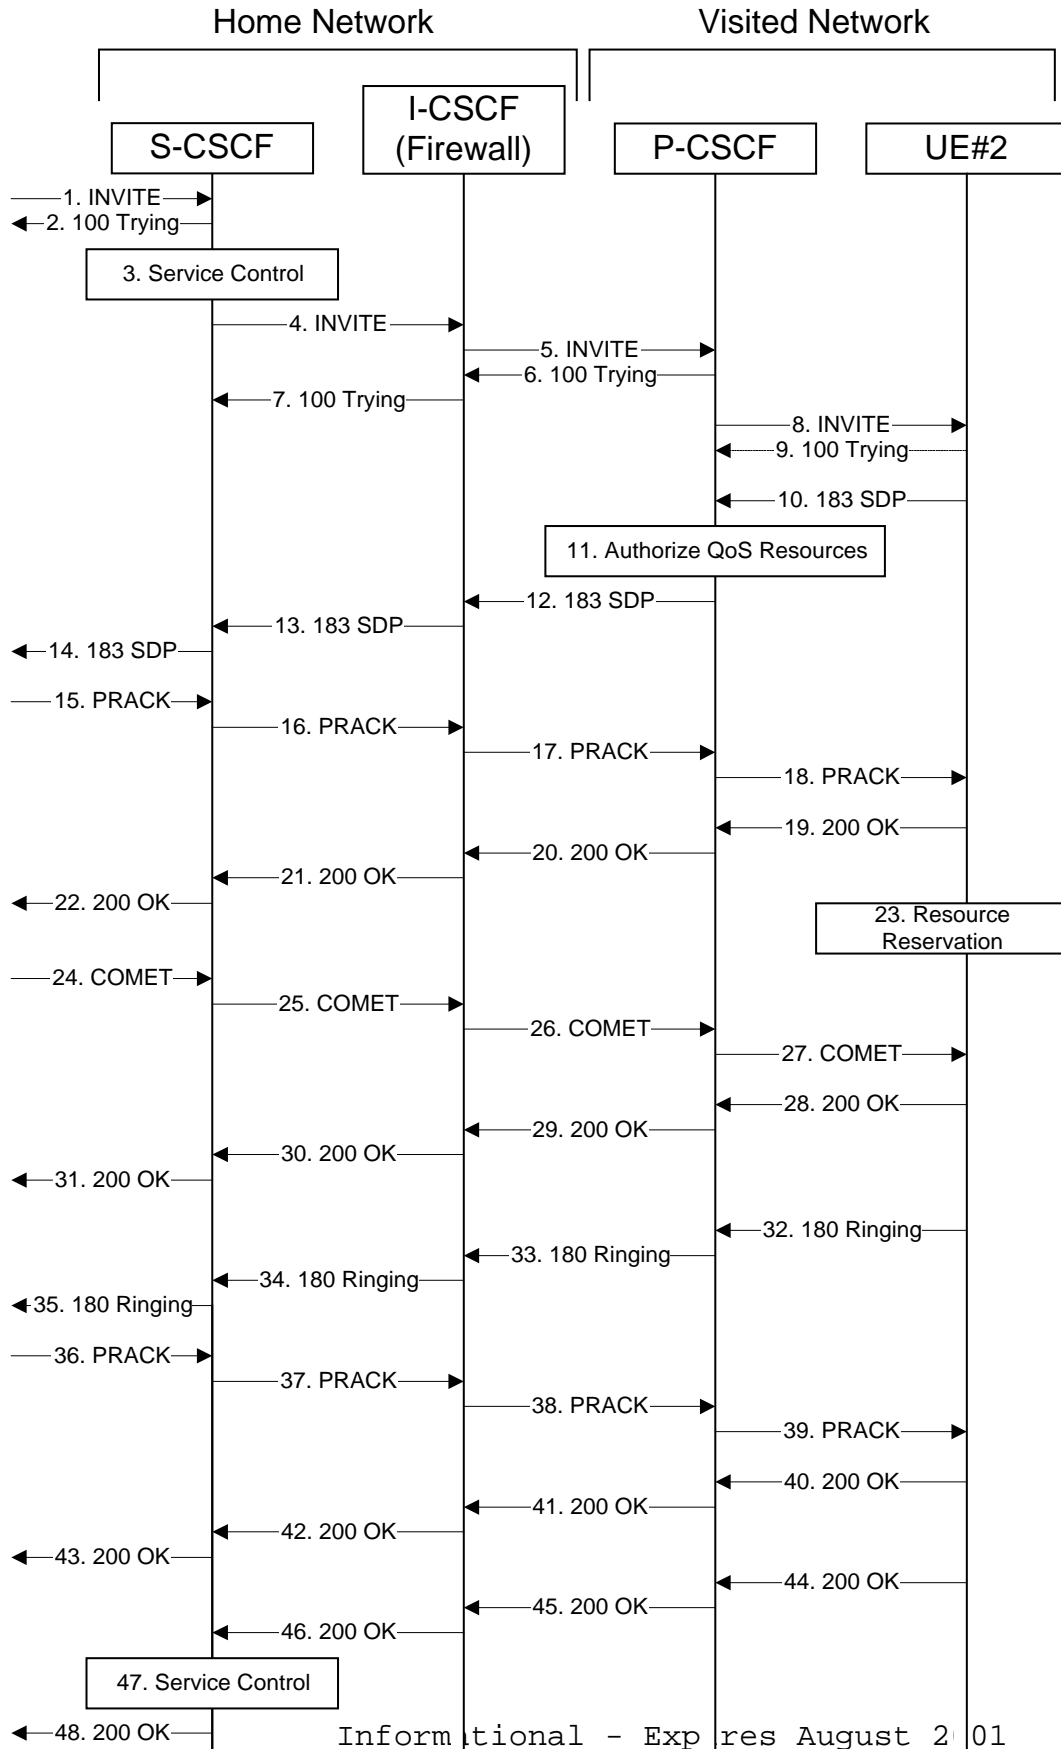 Home Network
Visited Network
I-CSCF
(Firewall)
S-CSCF
P-CSCF
UE#2
1. INVITE
2. 100 Trying
3. Service Control
4. INVITE
5. INVITE
6. 100 Trying
7. 100 Trying
8. INVITE
9. 100 Trying
10. 183 SDP
11. Authorize QoS Resources
12. 183 SDP
13. 183 SDP
14. 183 SDP
15. PRACK
16. PRACK
17. PRACK
18. PRACK
19. 200 OK
20. 200 OK
21. 200 OK
22. 200 OK
23. Resource
Reservation
24. COMET
25. COMET
26. COMET
27. COMET
28. 200 OK
29. 200 OK
30. 200 OK
31. 200 OK
32. 180 Ringing
33. 180 Ringing
34. 180 Ringing
35. 180 Ringing
36. PRACK
37. PRACK
38. PRACK
39. PRACK
40. 200 OK
41. 200 OK
42. 200 OK
43. 200 OK
44. 200 OK
45. 200 OK
46. 200 OK
47. Service Control
48. 200 OK
Informational - Expires August 2001